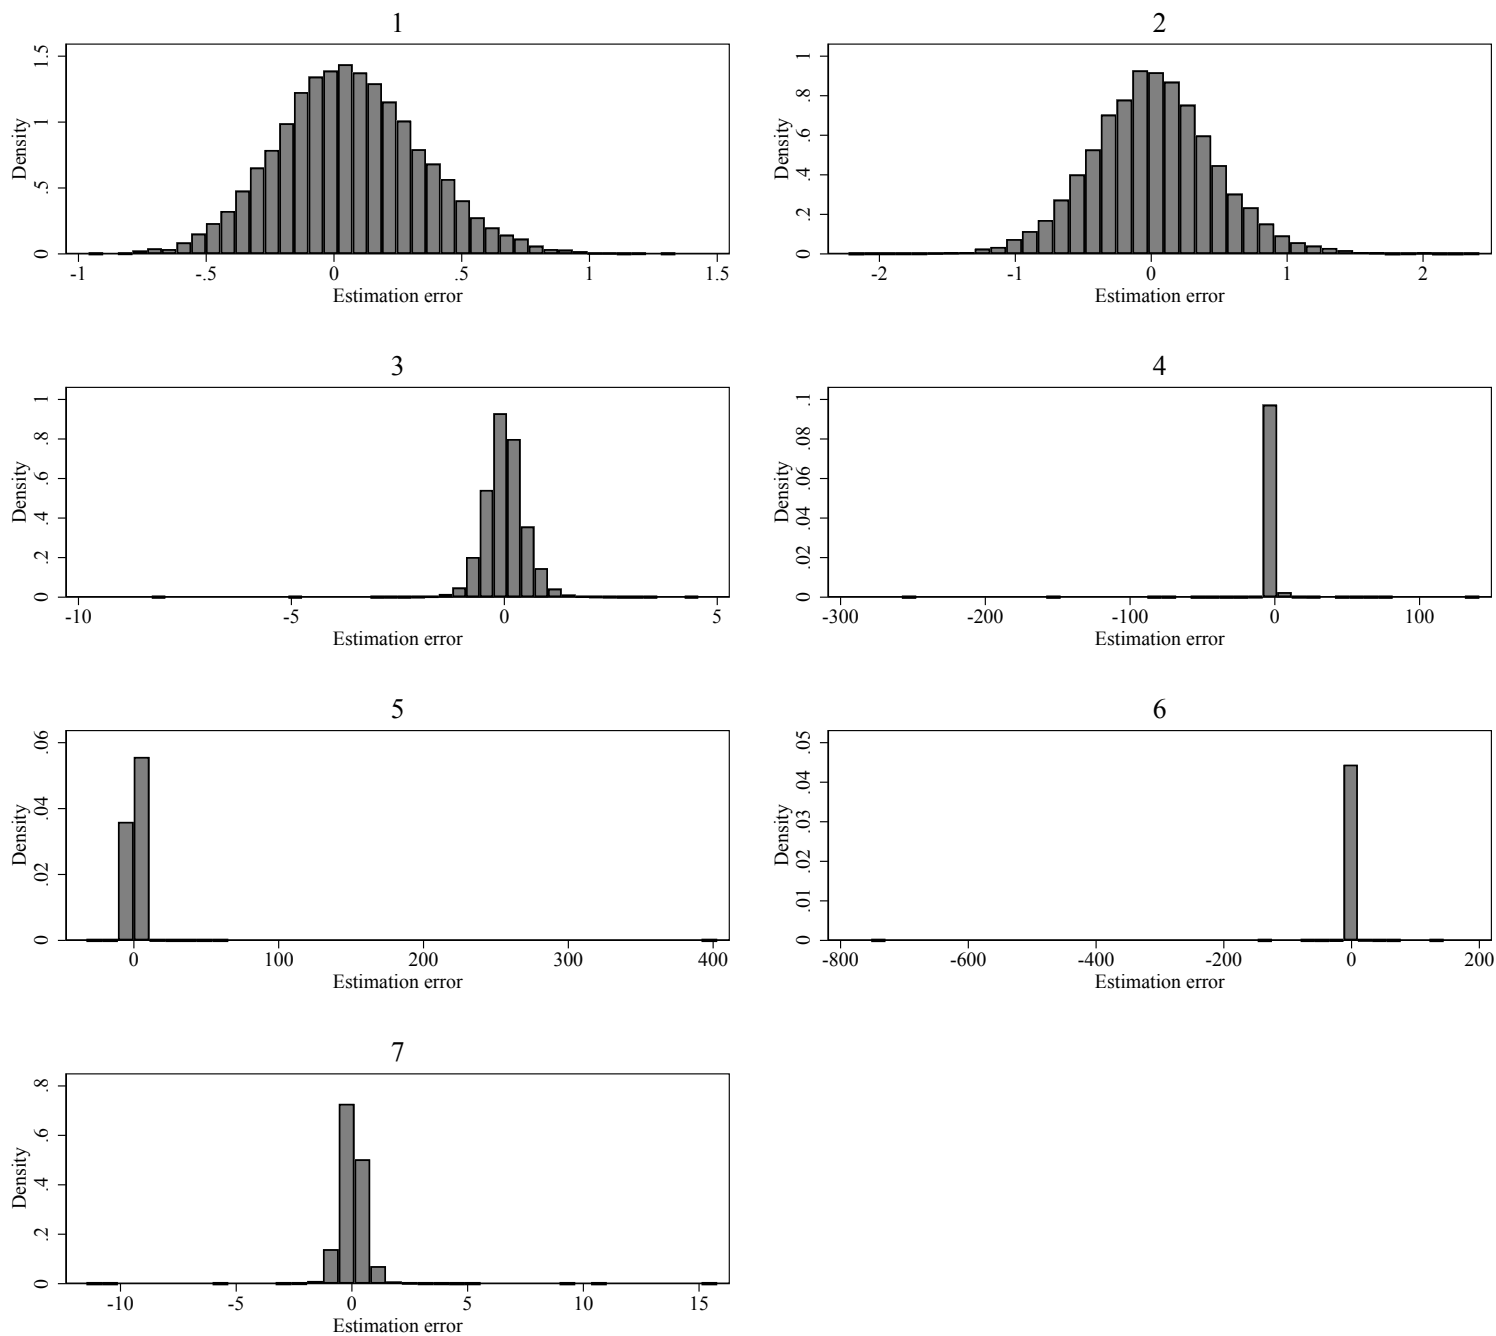 1
Density
0 .5 1 1.5
-1 -.5 0 .5 1 1.5
Estimation error
2
Density
0 .2 .4 .6 .8 1
-2 -1 0 1 2
Estimation error
3
Density
0 .2 .4 .6 .8 1
-10 -5 0 5
Estimation error
4
Density
0 .02 .04 .06 .08 .1
-300 -200 -100 0 100
Estimation error
5
Density
0 .02 .04 .06
0 100 200 300 400
Estimation error
6
Density
0 .01 .02 .03 .04 .05
-800 -600 -400 -200 0 200
Estimation error
7
Density
0 .2 .4 .6 .8
-10 -5 0 5 10 15
Estimation error